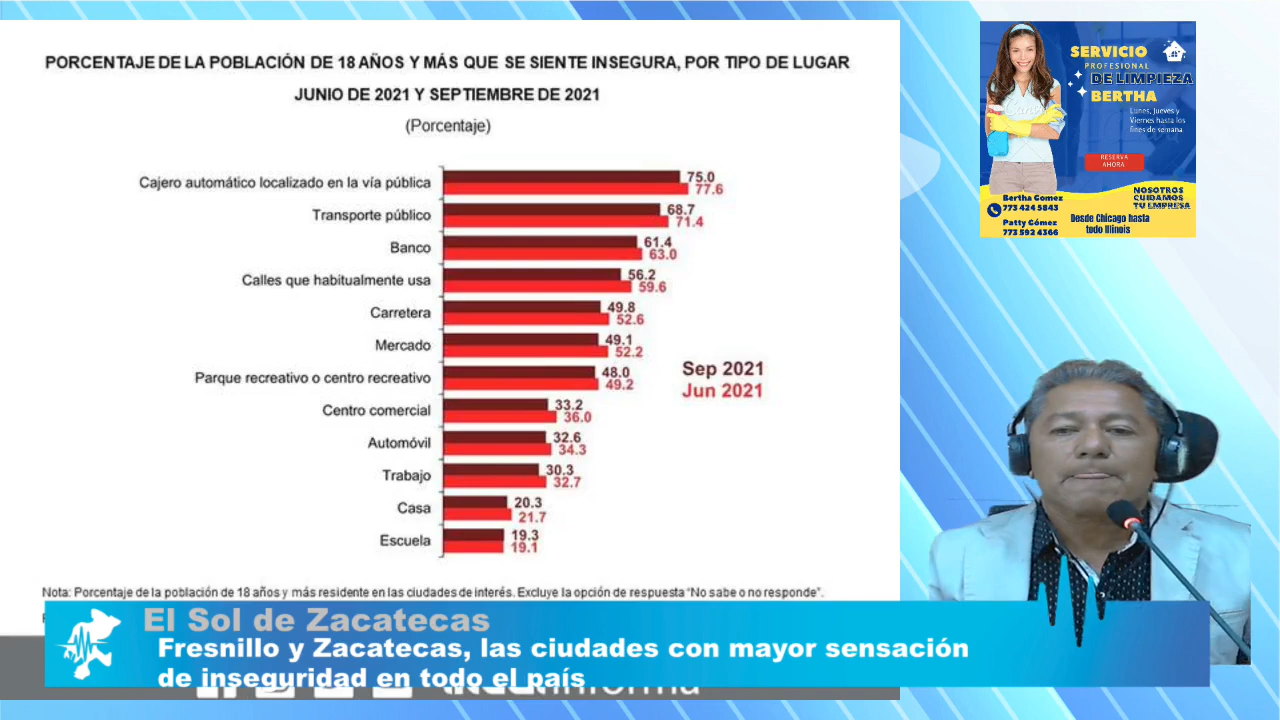 PORCENTAJE DE LA POBLACIÓN DE 18 AÑOS Y MÁS QUE SE SIENTE INSEGURA, POR TIPO DE LUGAR
JUNIO DE 2021 Y SEPTIEMBRE DE 2021
(Porcentaje)
Cajero automático localizado en la vía pública 75.0
77.6
Transporte público 68.7
71.4
Banco 61.4
63.0
Calles que habitualmente usa 56.2
59.6
Carretera 49.8
52.6
Mercado 49.1
52.2
Parque recreativo o centro recreativo 48.0
49.2
Centro comercial 33.2
36.0
Automóvil 32.6
34.3
Trabajo 30.3
32.7
Casa 20.3
21.7
Escuela 19.3
19.1
Sep 2021
Jun 2021
Nota: Porcentaje de la población de 18 años y más residente en las ciudades de interés. Excluye la opción de respuesta “No sabe o no responde”.
El Sol de Zacatecas
Fresnillo y Zacatecas, las ciudades con mayor sensación
de inseguridad en todo el país
SERVICIO
PROFESIONAL
DE LIMPIEZA
BERTHA
Lunes, Jueves y
Viernes hasta los
fines de semana
RESERVA
AHORA
NOSOTROS
CUIDAMOS
TU EMPRESA
Bertha Gomez
773 424 5843
Patty Gómez
773 592 4366
Desde Chicago hasta
todo Illinois